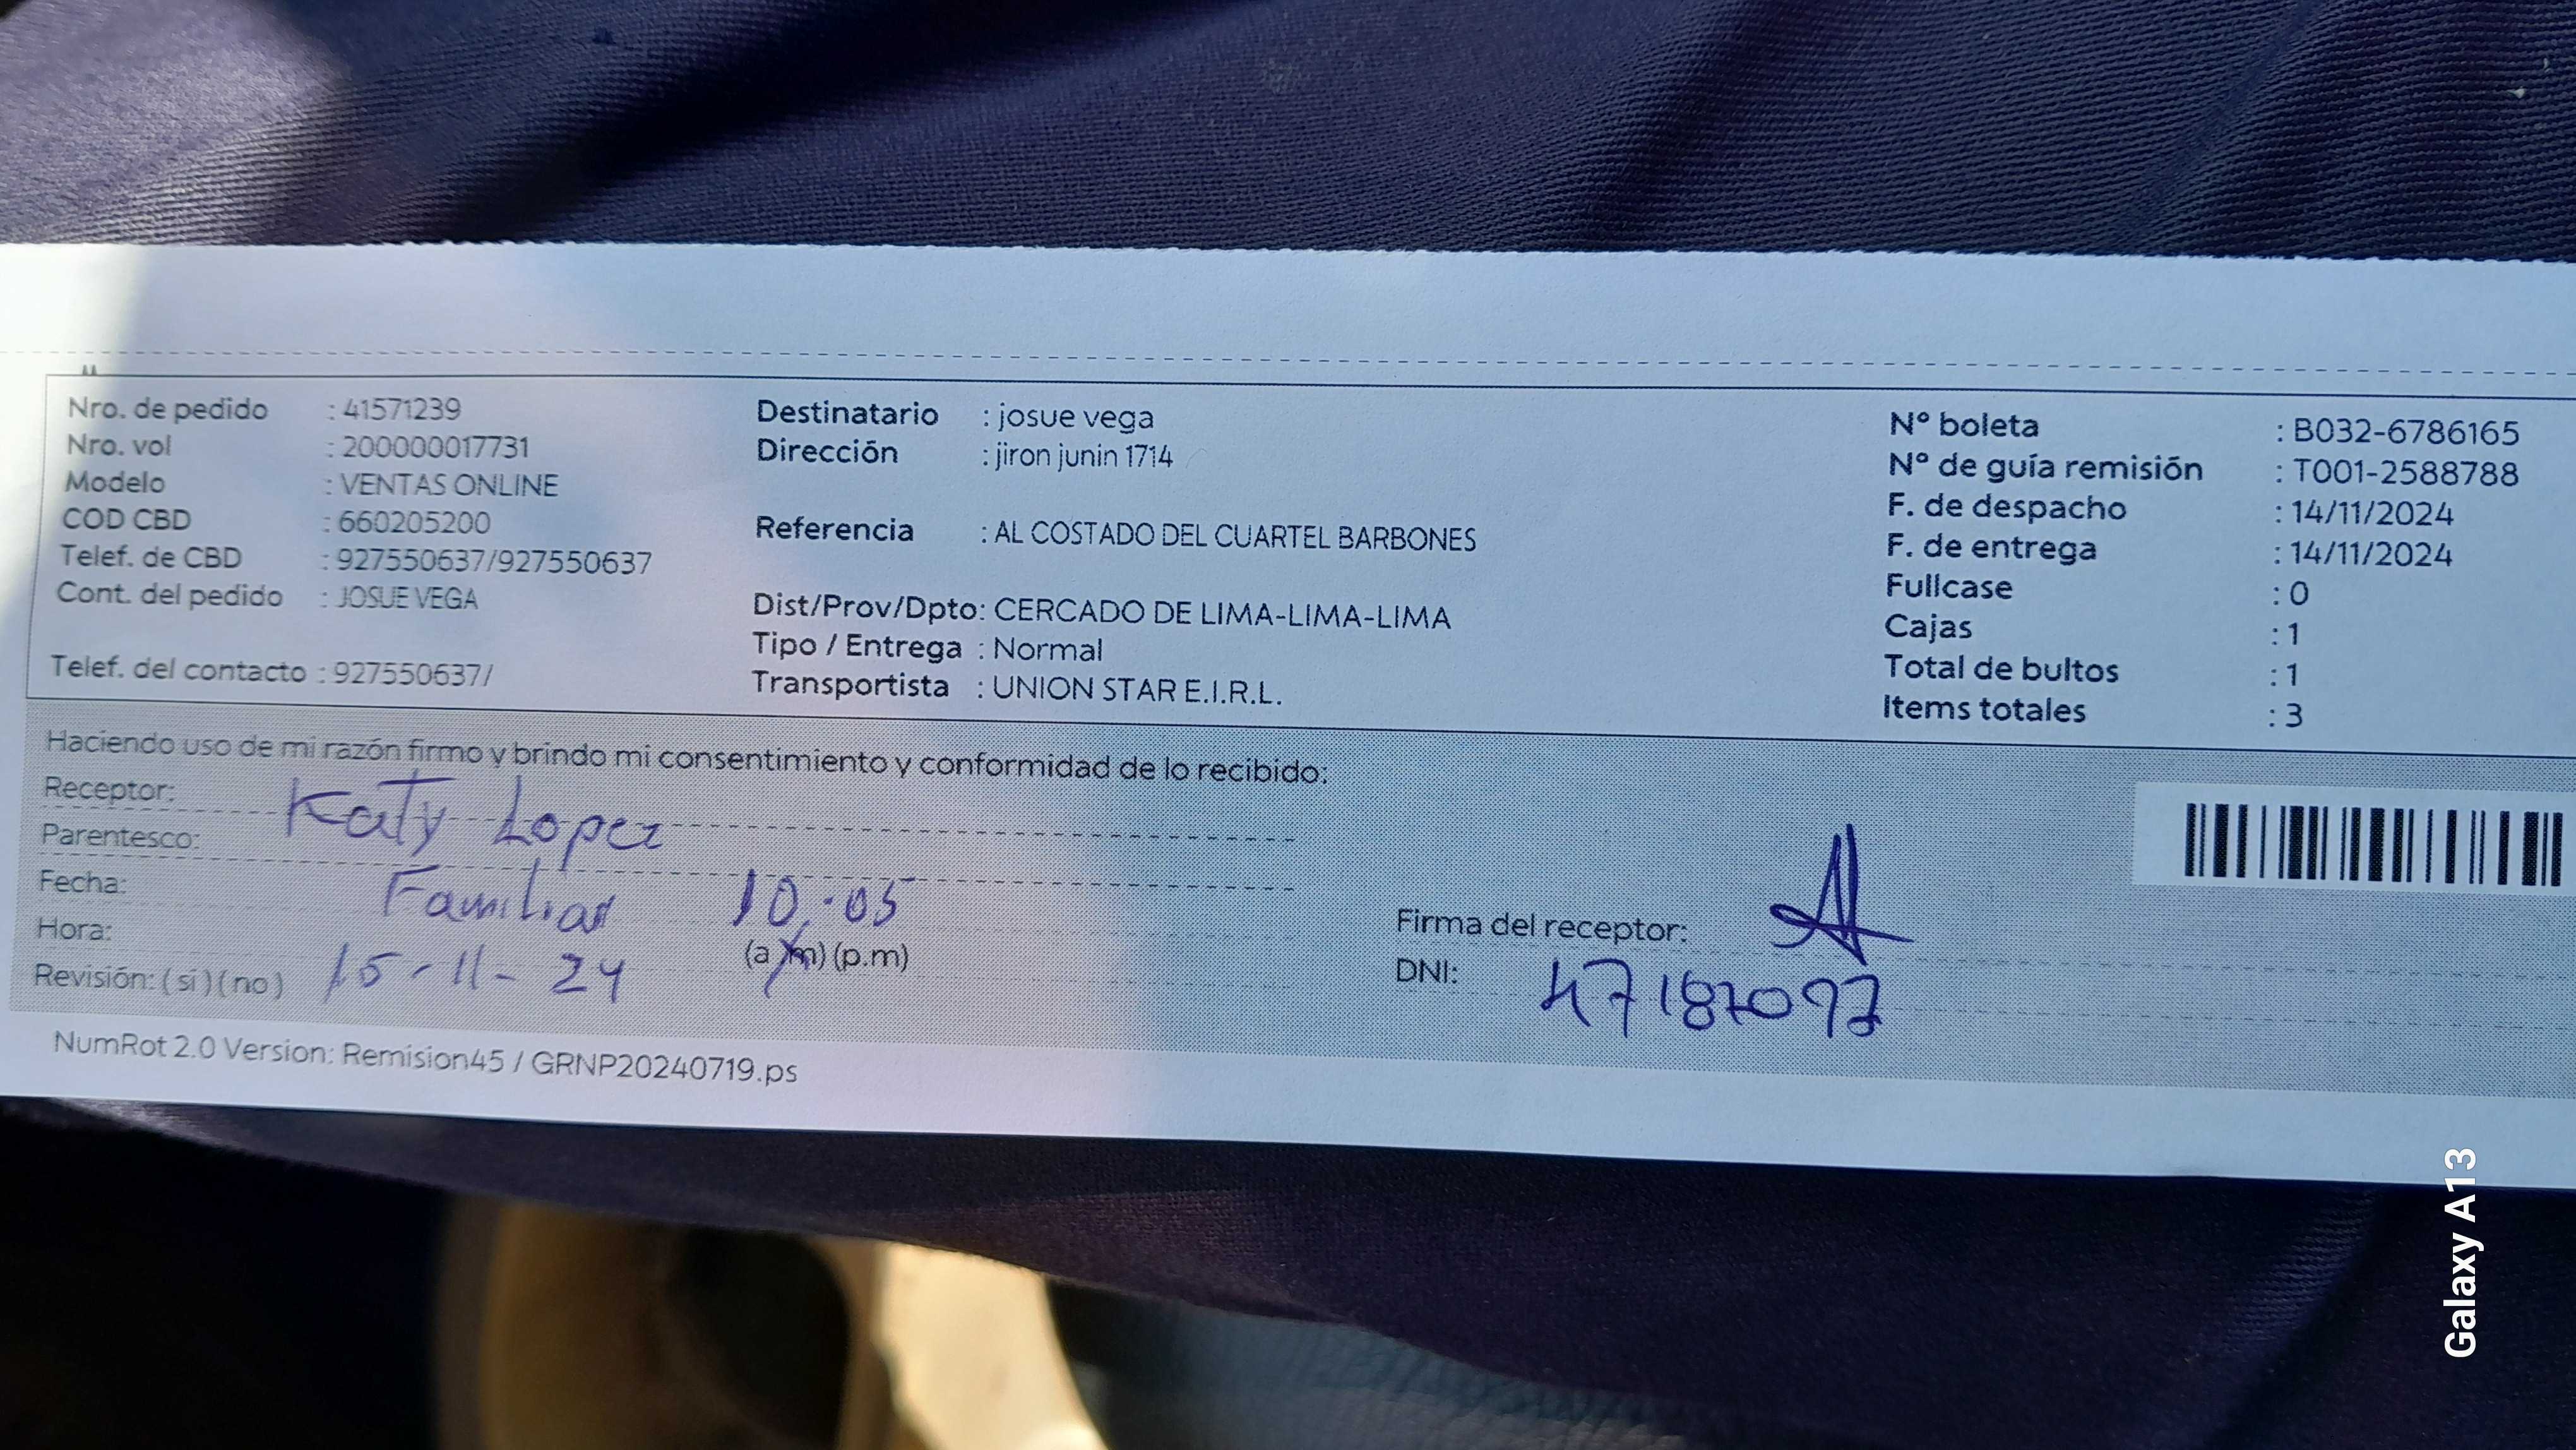 Nro. de pedido : 41571239
Nro. vol : 200000017731
Modelo : VENTAS ONLINE
COD CBD : 660205200
Telef. de CBD : 927550637/927550637
Cont. del pedido : JOSUE VEGA
Telef. del contacto : 927550637/
Destinatario : josue vega
Dirección : jiron junin 1714
Referencia : AL COSTADO DEL CUARTEL BARBONES
Dist/Prov/Dpto: CERCADO DE LIMA-LIMA-LIMA
Tipo / Entrega : Normal
Transportista : UNION STAR E.I.R.L.
N° boleta : B032-6786165
N° de guía remisión : T001-2588788
F. de despacho : 14/11/2024
F. de entrega : 14/11/2024
Fullcase : 0
Cajas : 1
Total de bultos : 1
Items totales : 3
Haciendo uso de mi razón firmo y brindo mi consentimiento y conformidad de lo recibido:
Receptor: Katy Lopez
Parentesco: Familiar
Fecha: 15-11-24
Hora: 10:05 (a.m) (p.m)
Revisión: (si) (no)
Firma del receptor:
DNI:
NumRot 2.0 Version: Remision45 / GRNP20240719.ps
Galaxy A13